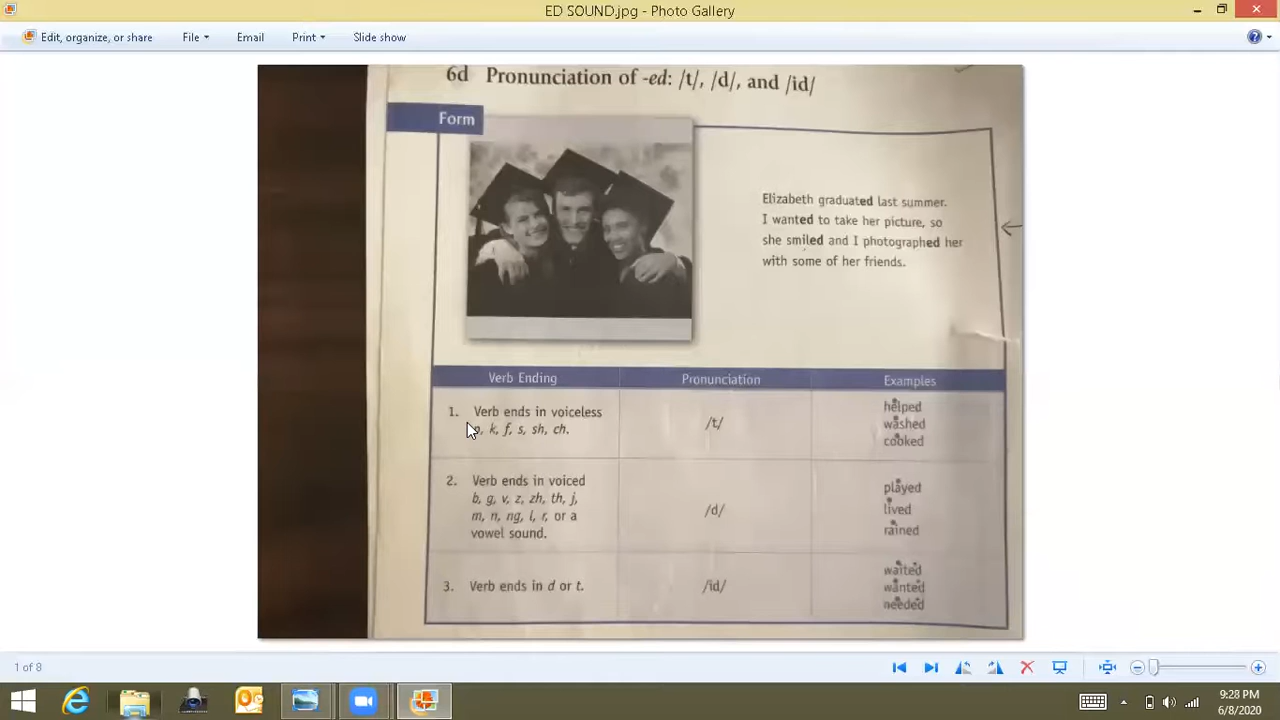 ED SOUND.jpg - Photo Gallery
Edit, organize, or share File Email Print Slide show
6d Pronunciation of -ed: /t/, /d/, and /id/
Form
Elizabeth graduated last summer.
I wanted to take her picture, so
she smiled and I photographed her
with some of her friends.
Verb Ending Pronunciation Examples
1. Verb ends in voiceless
p, k, f, s, sh, ch.
/t/
helped
washed
cooked
2. Verb ends in voiced
b, g, v, z, zh, th, j,
m, n, ng, l, r, or a
vowel sound.
/d/
played
lived
rained
3. Verb ends in d or t.
/id/
waited
wanted
needed
1 of 8
9:28 PM
6/8/2020